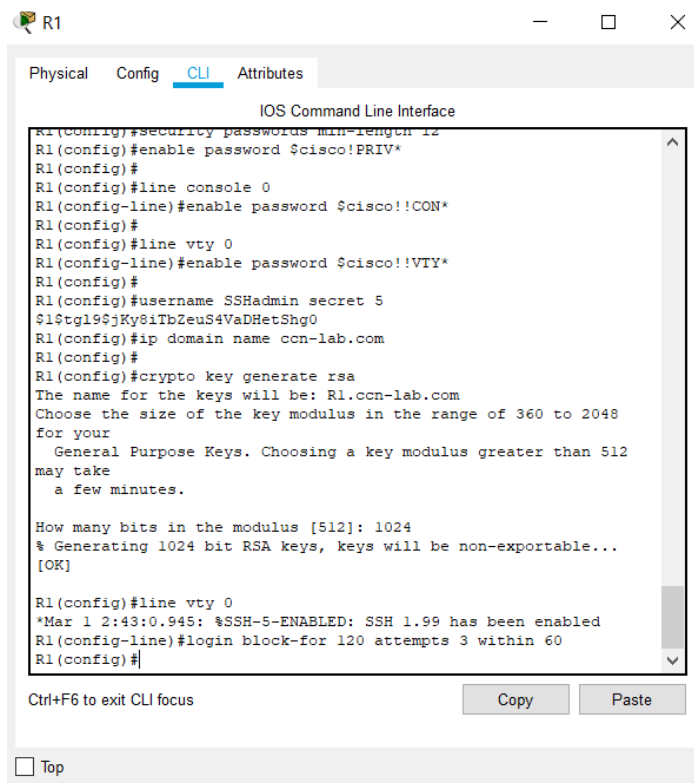 R1
Physical Config CLI Attributes
IOS Command Line Interface
R1(config)#security passwords min-length 12
R1(config)#enable password $cisco!PRIV*
R1(config)#
R1(config)#line console 0
R1(config-line)#enable password $cisco!!CON*
R1(config)#
R1(config)#line vty 0
R1(config-line)#enable password $cisco!!VTY*
R1(config)#
R1(config)#username SSHadmin secret 5
$1$tgl9$jKy8iTbZeuS4VaDHetShg0
R1(config)#ip domain name ccn-lab.com
R1(config)#
R1(config)#crypto key generate rsa
The name for the keys will be: R1.ccn-lab.com
Choose the size of the key modulus in the range of 360 to 2048
for your
General Purpose Keys. Choosing a key modulus greater than 512
may take
a few minutes.
How many bits in the modulus [512]: 1024
% Generating 1024 bit RSA keys, keys will be non-exportable...
[OK]
R1(config)#line vty 0
*Mar 1 2:43:0.945: %SSH-5-ENABLED: SSH 1.99 has been enabled
R1(config-line)#login block-for 120 attempts 3 within 60
R1(config)#
Ctrl+F6 to exit CLI focus
Copy
Paste
Top